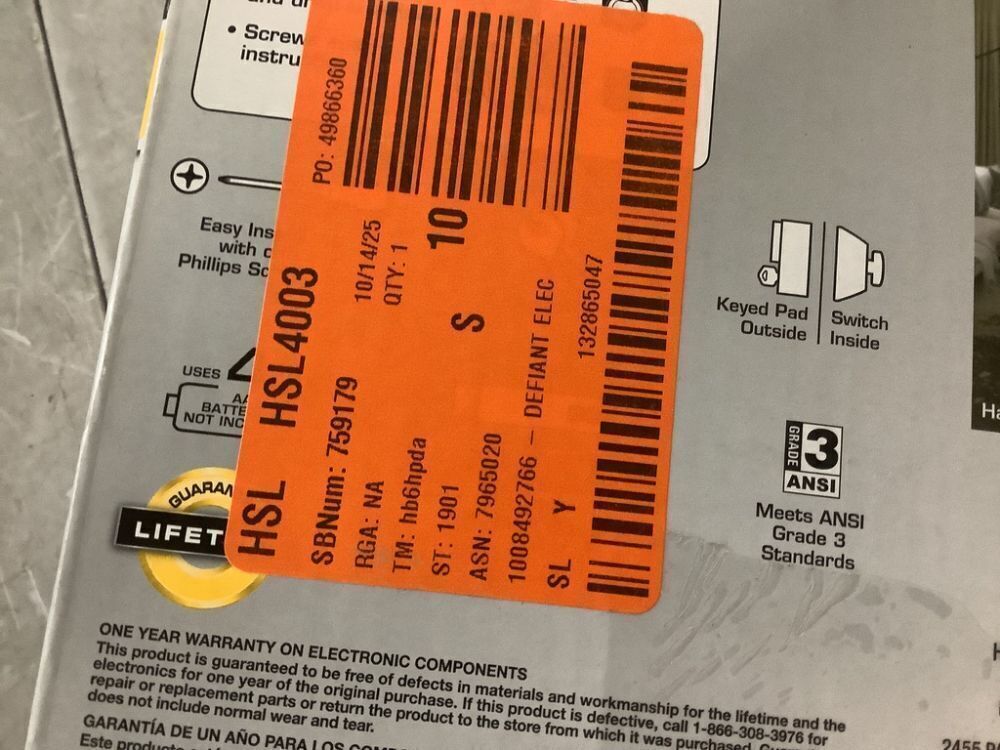 • Screw
instru
Easy Ins
with
Phillips Sc
USES
AA
BATTE
NOT INC
GUARAN
LIFET
HSL HSL4003
SBNum: 759179
10/14/25
RGA: NA
QTY: 1
TM: hb6hpda
ST: 1901
S
10
ASN: 7965020
1008492766 - DEFIANT ELEC
SL Y
132865047
PO: 49866360
Keyed Pad
Outside
Switch
Inside
GRADE
3
ANSI
Meets ANSI
Grade 3
Standards
ONE YEAR WARRANTY ON ELECTRONIC COMPONENTS
This product is guaranteed to be free of defects in materials and workmanship for the lifetime and the
electronics for one year of the original purchase. If this product is defective, call 1-866-308-3976 for
repair or replacement parts or return the product to the store from which it was purchased.
does not include normal wear and tear.
GARANTÍA DE UN AÑO PARA LOS
Este
Ha
H
2455